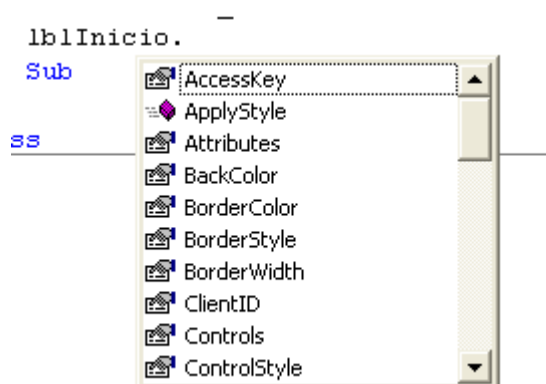 lblInicio.
Sub
AccessKey
ApplyStyle
ss
Attributes
BackColor
BorderColor
BorderStyle
BorderWidth
ClientID
Controls
ControlStyle